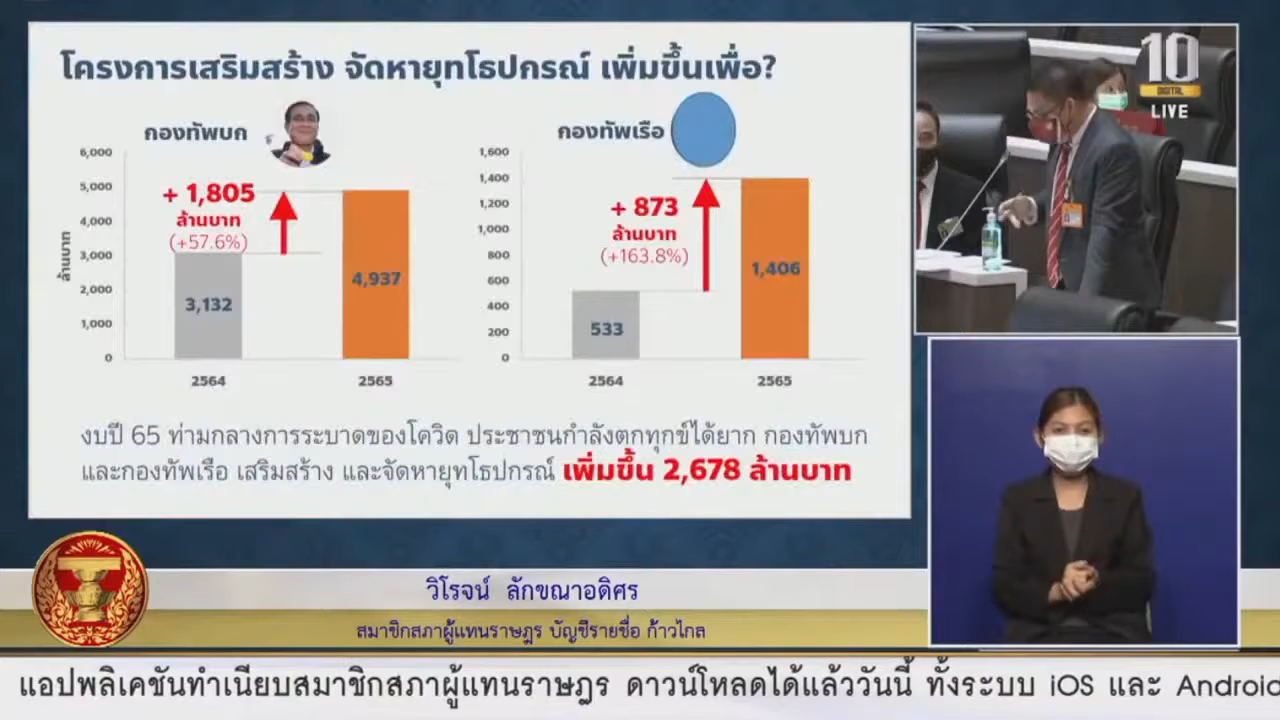 โครงการเสริมสร้าง จัดหายุทโธปกรณ์ เพิ่มขึ้นเพื่อ?
กองทัพบก
ล้านบาท
6,000
5,000
4,000
3,000
2,000
1,000
0
+ 1,805
ล้านบาท
(+57.6%)
3,132
4,937
2564
2565
กองทัพเรือ
1,600
1,400
1,200
1,000
800
600
400
200
0
+ 873
ล้านบาท
(+163.8%)
533
1,406
2564
2565
งบปี 65 ท่ามกลางการระบาดของโควิด ประชาชนกำลังตกทุกข์ได้ยาก กองทัพบก
และกองทัพเรือ เสริมสร้าง และจัดหายุทโธปกรณ์ เพิ่มขึ้น 2,678 ล้านบาท
10
DIGITAL
LIVE
วิโรจน์ ลักขณาอดิศร
สมาชิกสภาผู้แทนราษฎร บัญชีรายชื่อ ก้าวไกล
แอปพลิเคชันทำเนียบสมาชิกสภาผู้แทนราษฎร ดาวน์โหลดได้แล้ววันนี้ ทั้งระบบ iOS และ Android